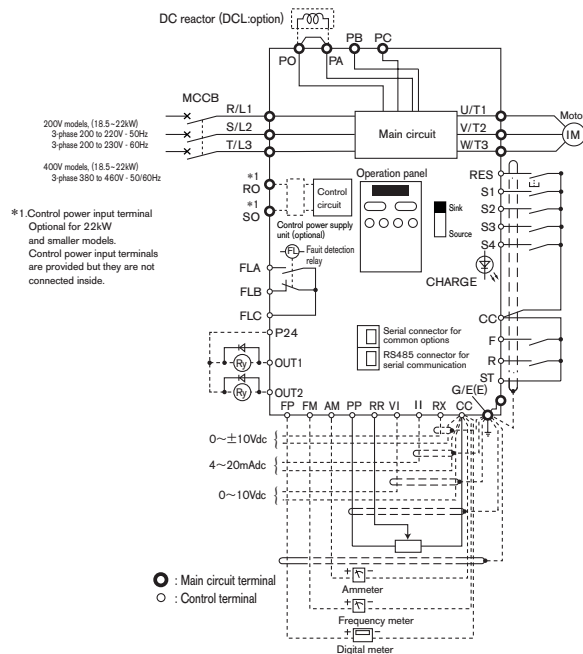 DC reactor (DCL:option)
PB PC
PO PA
MCCB
R/L1
S/L2
T/L3
200V models, (18.5~22kW)
3-phase 200 to 220V - 50Hz
3-phase 200 to 230V - 60Hz
400V models, (18.5~22kW)
3-phase 380 to 460V - 50/60Hz
Main circuit
U/T1
V/T2
W/T3
Motor
IM
*1
RO
*1
SO
Control
circuit
Control power supply
unit (optional)
Operation panel
Sink
Source
*1.Control power input terminal
Optional for 22kW
and smaller models.
Control power input terminals
are provided but they are not
connected inside.
FL
Fault detection
relay
FLA
FLB
FLC
P24
Ry
OUT1
Ry
OUT2
RES
S1
S2
S3
S4
CHARGE
CC
F
R
ST
Serial connector for
common options
RS485 connector for
serial communication
G/E(E)
FP FM AM PP RR VI II RX CC
0~±10Vdc
4~20mAdc
0~10Vdc
: Main circuit terminal
: Control terminal
+ -
Ammeter
+ -
Frequency meter
+ -
Digital meter